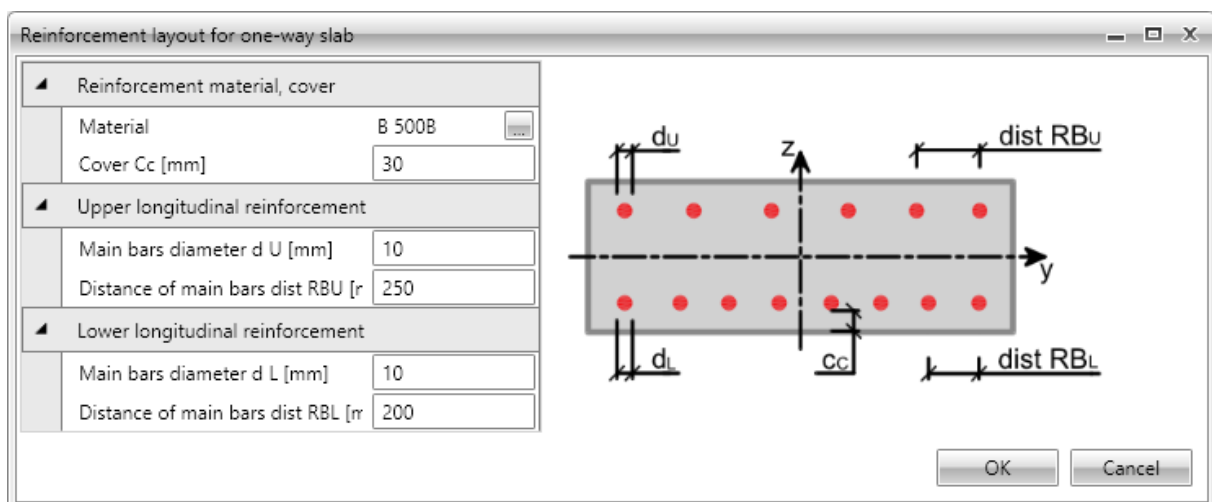 Reinforcement layout for one-way slab
Reinforcement material, cover
Material B 500B ...
Cover Cc [mm] 30
Upper longitudinal reinforcement
Main bars diameter d U [mm] 10
Distance of main bars dist RBU [r 250
Lower longitudinal reinforcement
Main bars diameter d L [mm] 10
Distance of main bars dist RBL [m 200
dU
z
dist RBU
y
dL
cC
dist RBL
OK Cancel